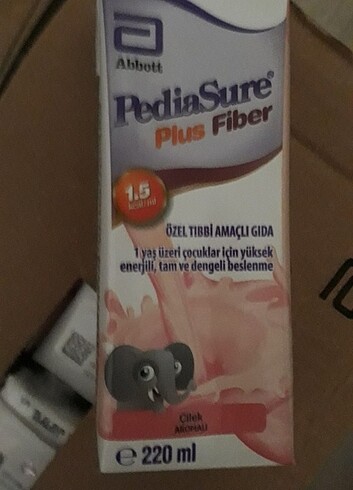 Abbott
PediaSure®
Plus Fiber
1.5
ÖZEL TIBBİ AMAÇLI GIDA
1 yaş üzeri çocuklar için yüksek
enerjili, tam ve dengeli beslenme
Çilek
AROMALI
℮ 220 ml